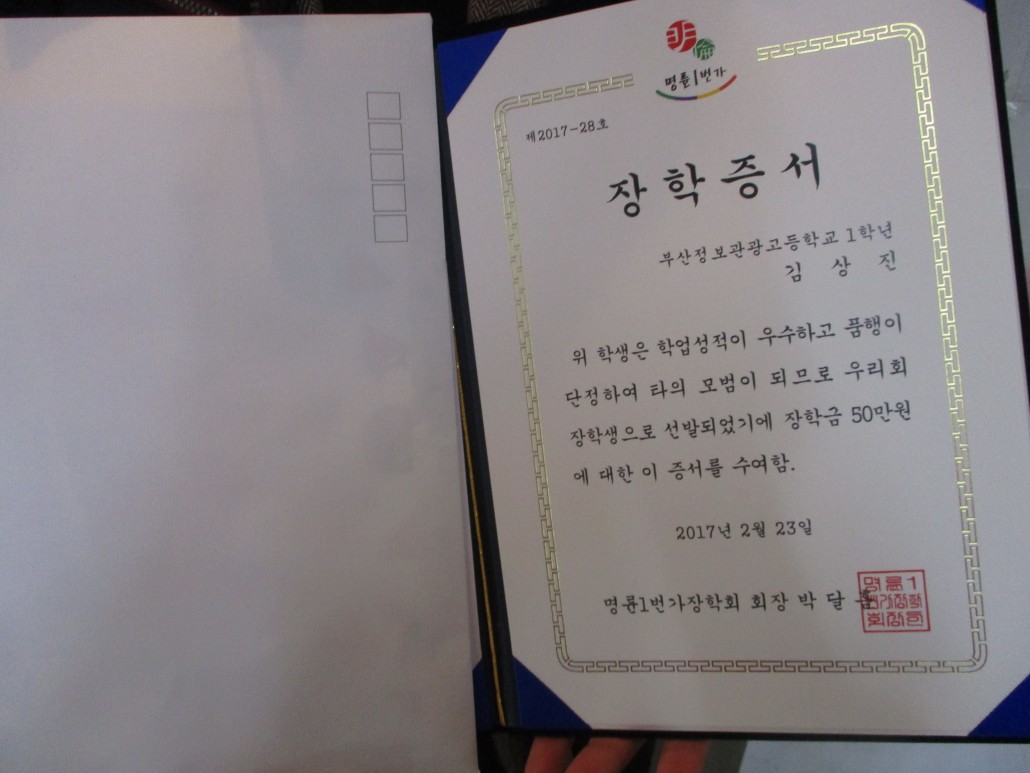 명륜1번가
제2017-28호
장학증서
부산정보관광고등학교 1학년
김 상 진
위 학생은 학업성적이 우수하고 품행이
단정하여 타의 모범이 되므로 우리회
장학생으로 선발되었기에 장학금 50만원
에 대한 이 증서를 수여함.
2017년 2월 23일
명륜1번가장학회 회장 박 달